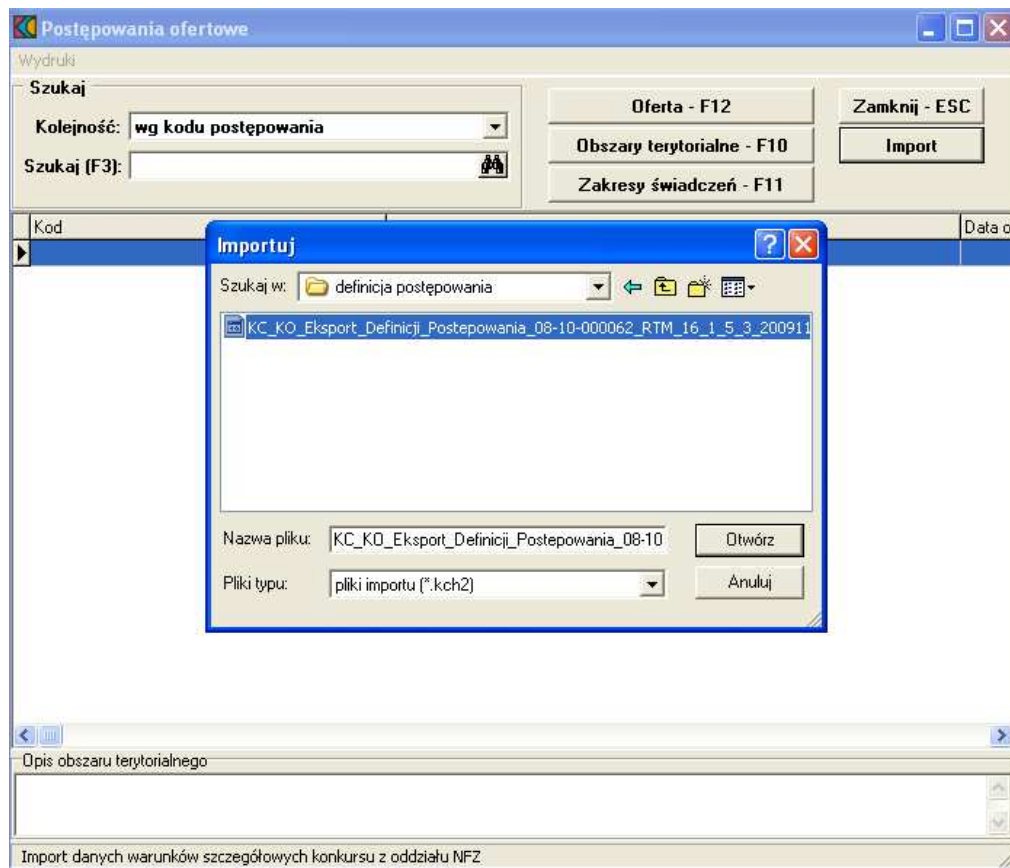 Postępowania ofertowe
Wydruki
Szukaj
Kolejność: wg kodu postępowania
Szukaj (F3):
Oferta - F12
Obszary terytorialne - F10
Zakresy świadczeń - F11
Zamknij - ESC
Import
Kod
Data o
Importuj
Szukaj w: definicja postępowania
KC_KO_Eksport_Definicji_Postepowania_08-10-000062_RTM_16_1_5_3_200911
Nazwa pliku: KC_KO_Eksport_Definicji_Postepowania_08-10
Otwórz
Pliki typu: pliki importu (*.kch2)
Anuluj
Opis obszaru terytorialnego
Import danych warunków szczegółowych konkursu z oddziału NFZ